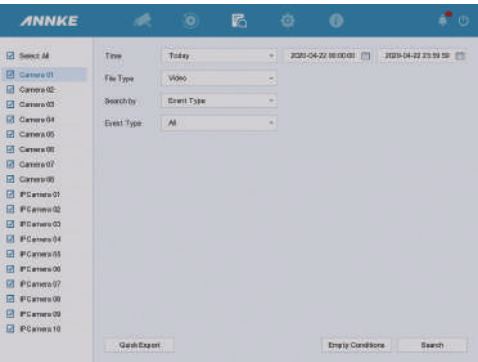 ANNKE
Select All
Camera 01
Camera 02
Camera 03
Camera 04
Camera 05
Camera 06
Camera 07
Camera 08
IPCamera 01
IPCamera 02
IPCamera 03
IPCamera 04
IPCamera 05
IPCamera 06
IPCamera 07
IPCamera 08
IPCamera 09
IPCamera 10
Time Today 2020-04-22 00:00:00 2020-04-22 23:59:59
File Type Video
Search by Event Type
Event Type All
Quick Export Empty Conditions Search